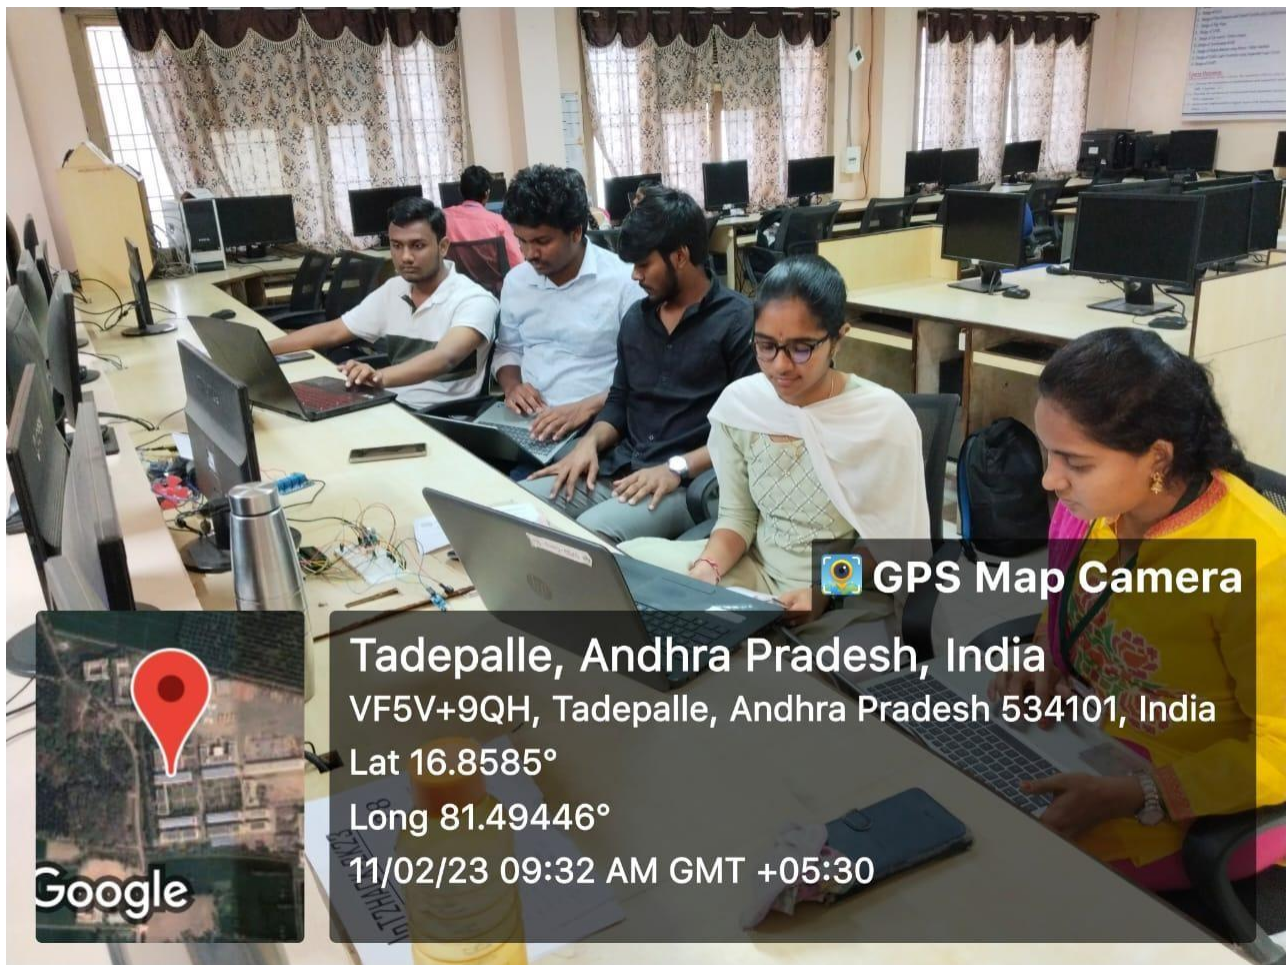 GPS Map Camera
Tadepalle, Andhra Pradesh, India
VF5V+9QH, Tadepalle, Andhra Pradesh 534101, India
Lat 16.8585°
Long 81.49446°
11/02/23 09:32 AM GMT +05:30
Google